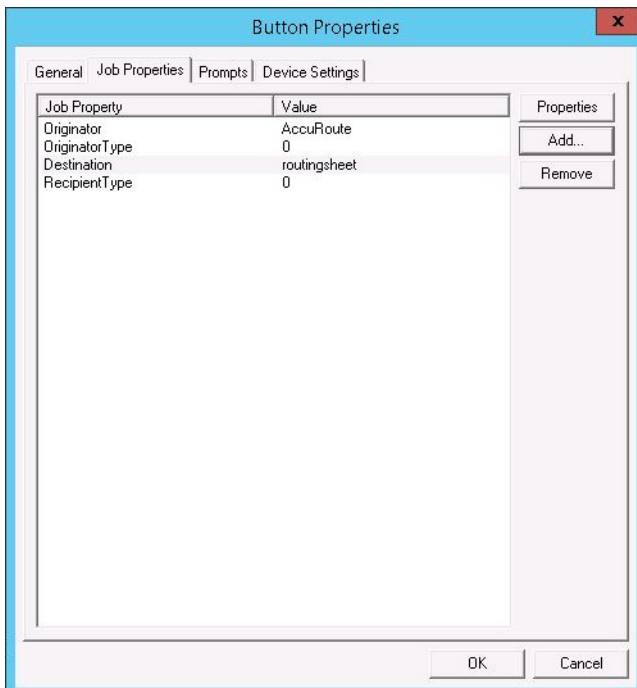 Button Properties
x
General Job Properties Prompts Device Settings
Job Property Value
Originator AccuRoute
OriginatorType 0
Destination routingsheet
RecipientType 0
Properties
Add...
Remove
OK Cancel